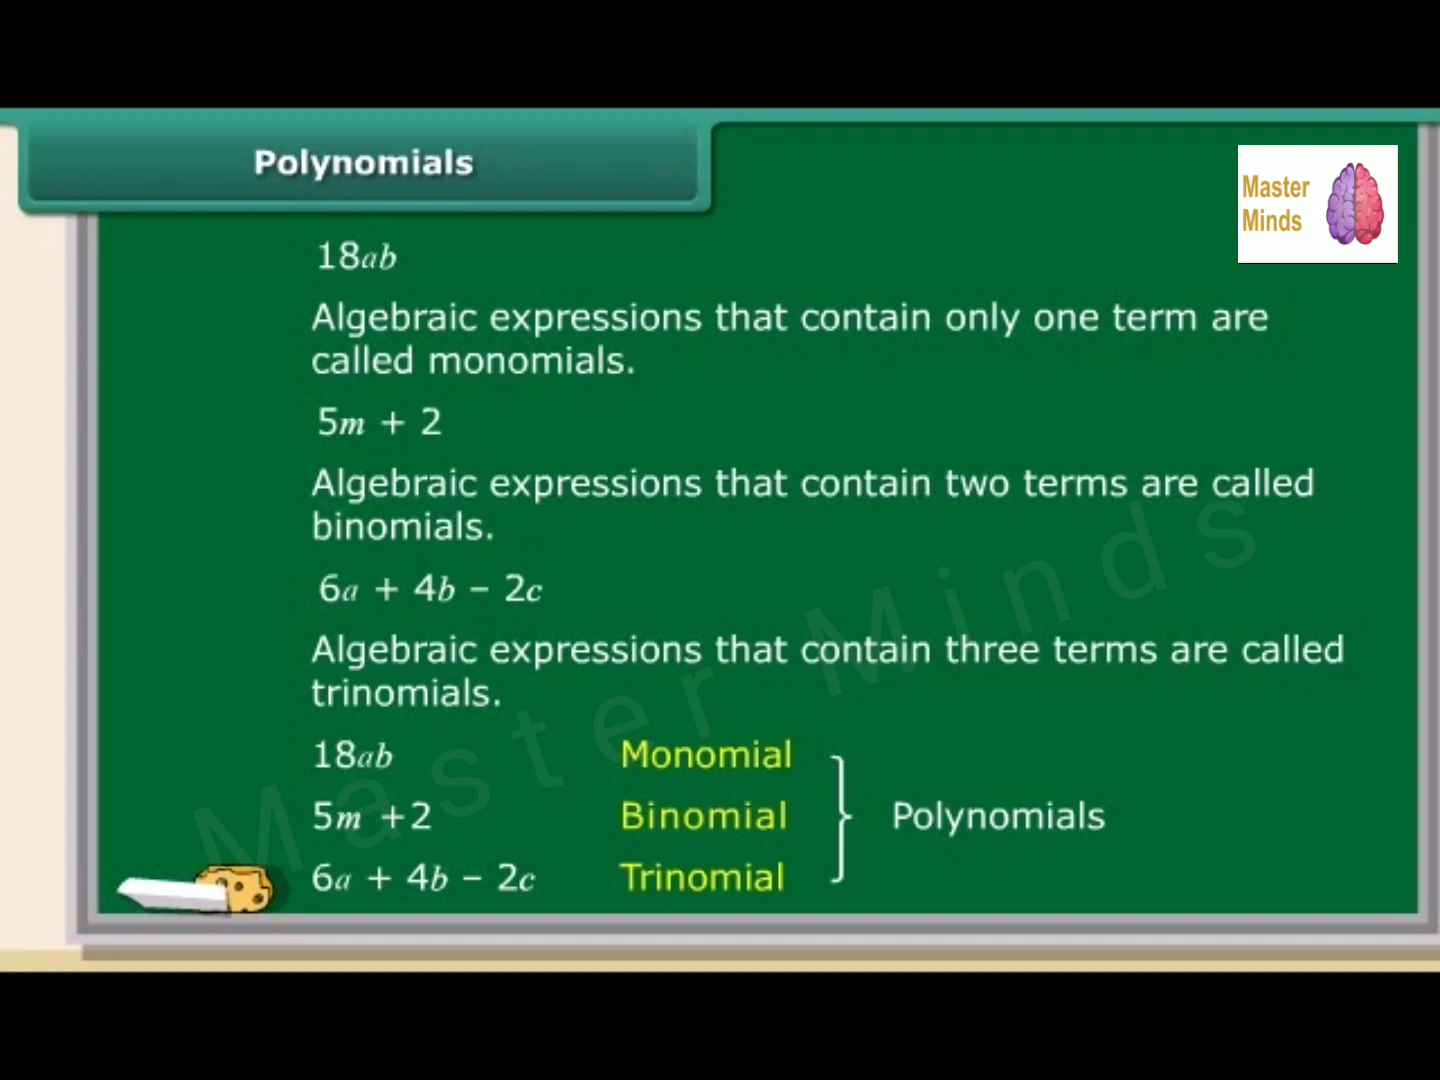 Polynomials
Master
Minds
18ab
Algebraic expressions that contain only one term are
called monomials.
5m + 2
Algebraic expressions that contain two terms are called
binomials.
6a + 4b − 2c
Algebraic expressions that contain three terms are called
trinomials.
18ab Monomial
5m +2 Binomial Polynomials
6a + 4b − 2c Trinomial
Master Minds